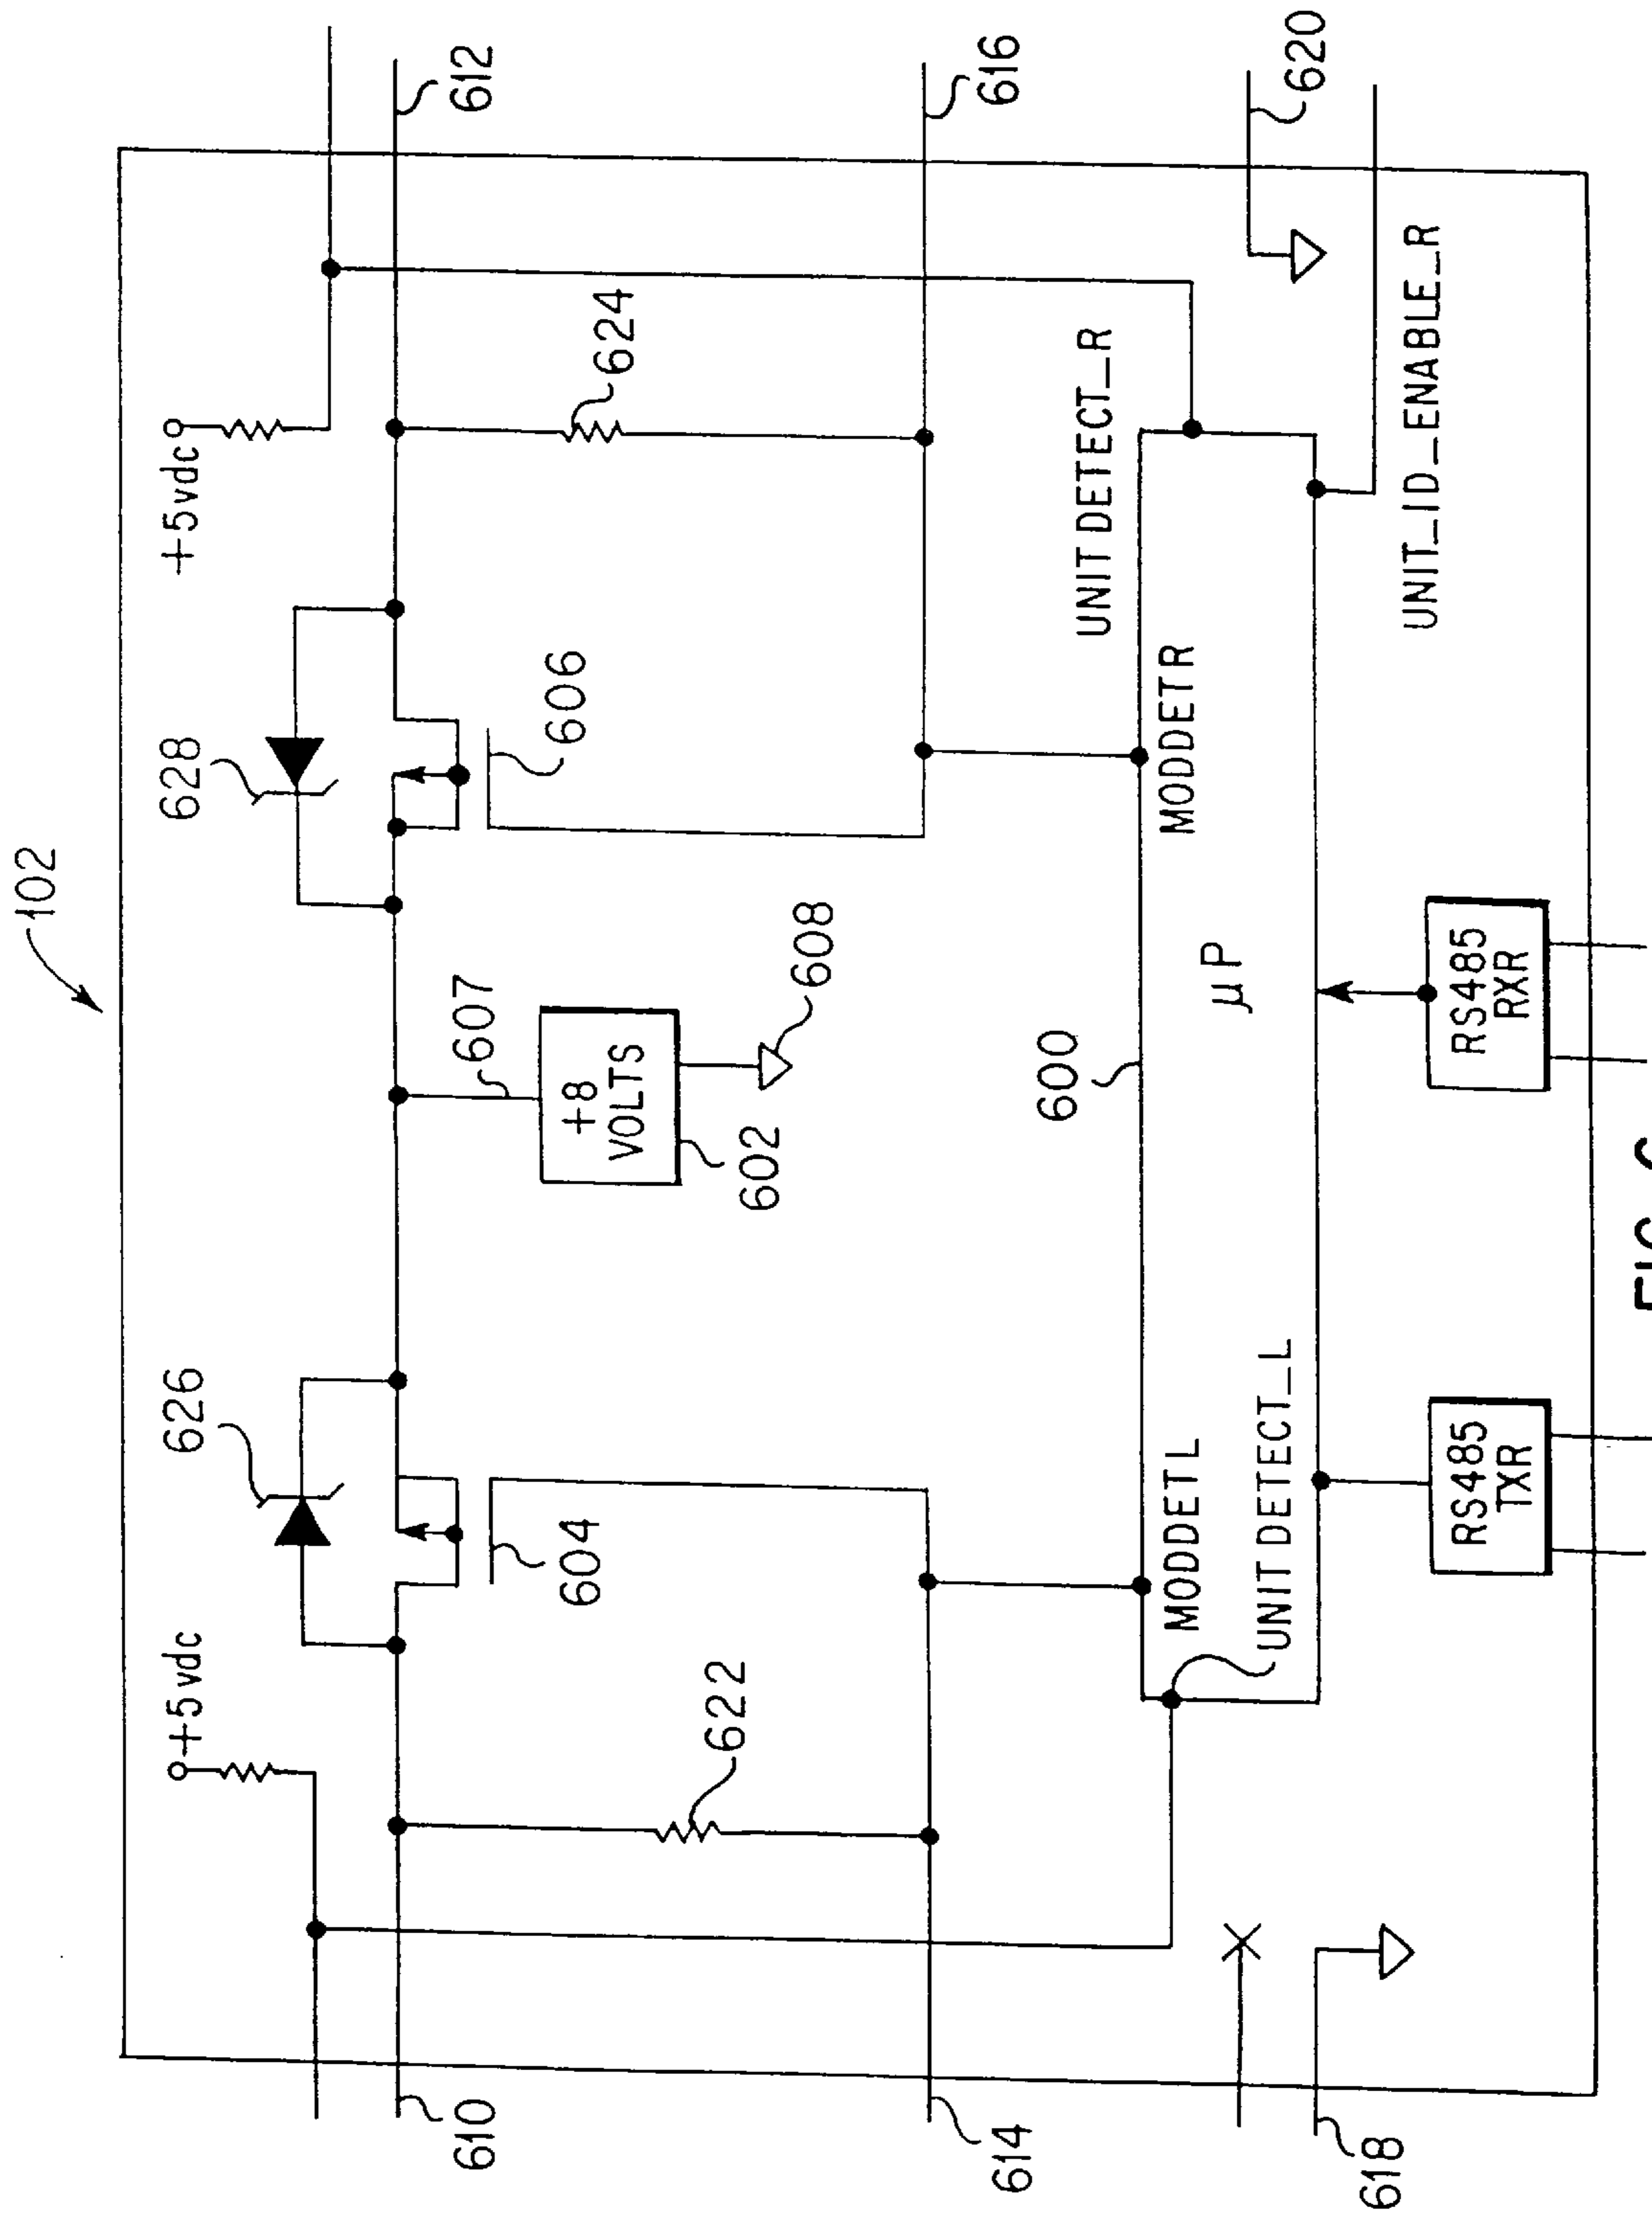 102
+5vdc
626
628
+5vdc
612
607
604
606
622
624
+8
VOLTS
602
608
610
614
616
600
MODDETL
MODDETR
UNIT DETECT_R
μP
UNIT DETECT_L
618
620
RS485
TXR
RS485
RXR
UNIT_ID_ENABLE_R